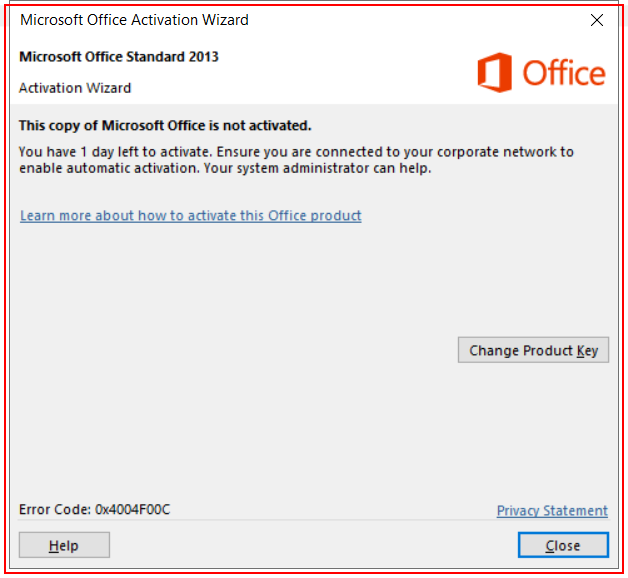 Microsoft Office Activation Wizard
Microsoft Office Standard 2013
Office
Activation Wizard
This copy of Microsoft Office is not activated.
You have 1 day left to activate. Ensure you are connected to your corporate network to
enable automatic activation. Your system administrator can help.
Learn more about how to activate this Office product
Change Product Key
Error Code: 0x4004F00C
Privacy Statement
Help
Close